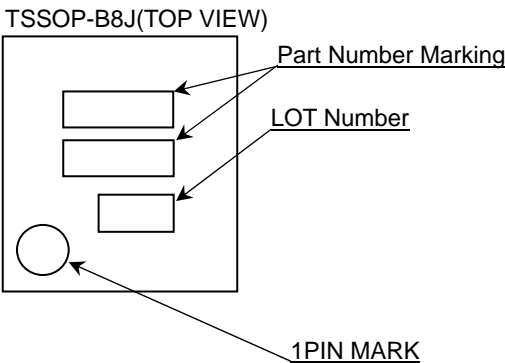 TSSOP-B8J(TOP VIEW)
Part Number Marking
LOT Number
1PIN MARK